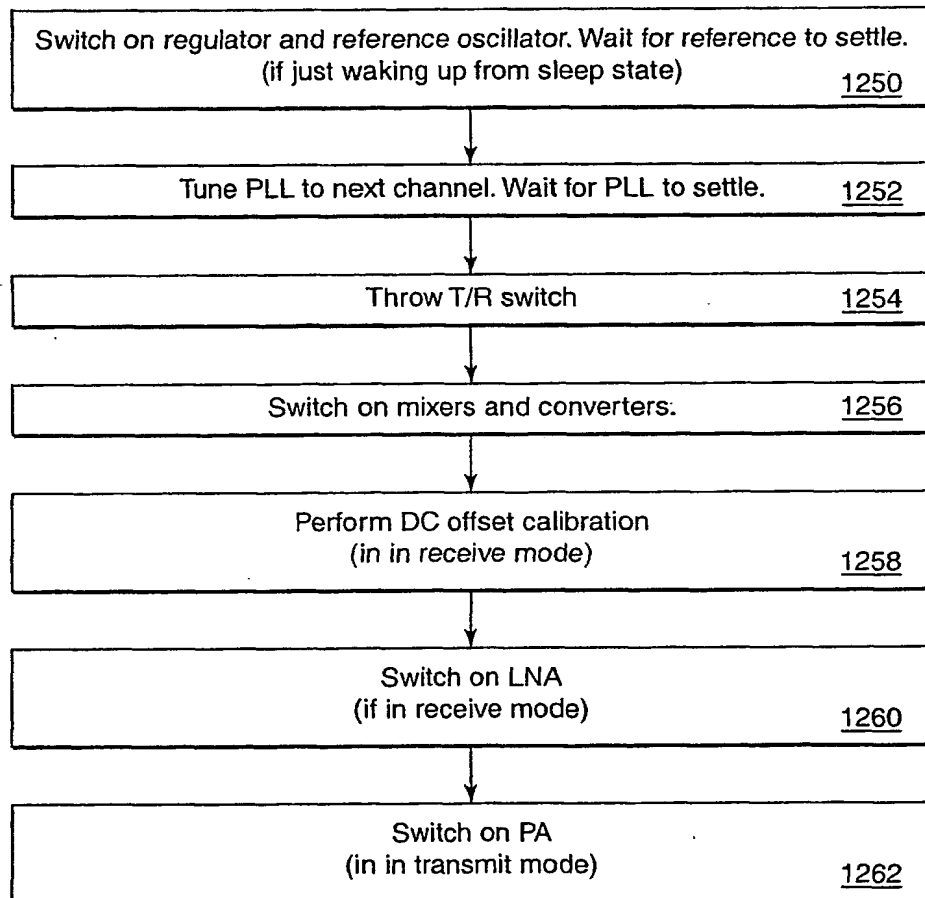 Switch on regulator and reference oscillator. Wait for reference to settle.
(if just waking up from sleep state)
1250
Tune PLL to next channel. Wait for PLL to settle.
1252
Throw T/R switch
1254
Switch on mixers and converters.
1256
Perform DC offset calibration
(in in receive mode)
1258
Switch on LNA
(if in receive mode)
1260
Switch on PA
(in in transmit mode)
1262